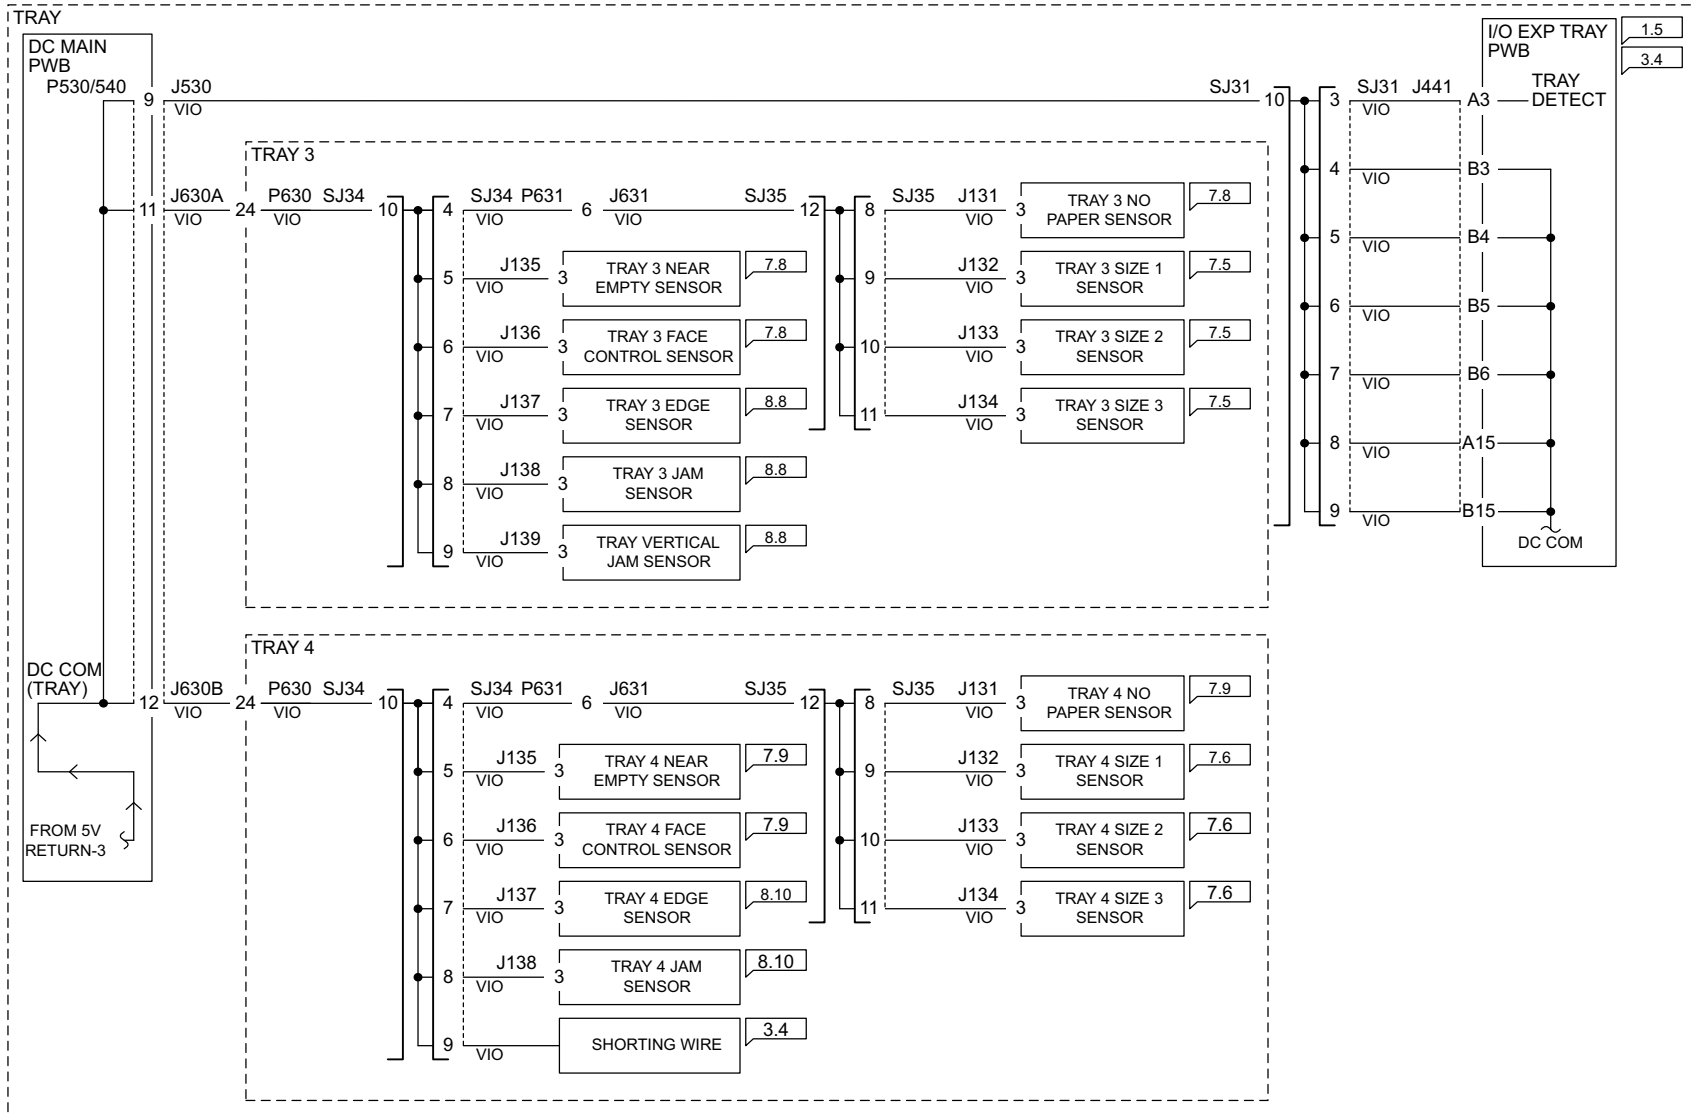 TRAY
DC MAIN
PWB
P530/540
9
J530
VIO
SJ31
10
3
SJ31
J441
VIO
A3
I/O EXP TRAY
PWB
TRAY
DETECT
1.5
3.4
4
VIO
B3
5
VIO
B4
6
VIO
B5
7
VIO
B6
8
VIO
A15
9
VIO
B15
DC COM
TRAY 3
11
J630A
VIO
24
P630
VIO
SJ34
10
4
SJ34
P631
VIO
6
J631
VIO
SJ35
12
8
SJ35
J131
VIO
3
TRAY 3 NO
PAPER SENSOR
7.8
5
J135
VIO
3
TRAY 3 NEAR
EMPTY SENSOR
7.8
9
J132
VIO
3
TRAY 3 SIZE 1
SENSOR
7.5
6
J136
VIO
3
TRAY 3 FACE
CONTROL SENSOR
7.8
10
J133
VIO
3
TRAY 3 SIZE 2
SENSOR
7.5
7
J137
VIO
3
TRAY 3 EDGE
SENSOR
8.8
11
J134
VIO
3
TRAY 3 SIZE 3
SENSOR
7.5
8
J138
VIO
3
TRAY 3 JAM
SENSOR
8.8
9
J139
VIO
3
TRAY VERTICAL
JAM SENSOR
8.8
TRAY 4
DC COM
(TRAY)
12
J630B
VIO
24
P630
VIO
SJ34
10
4
SJ34
P631
VIO
6
J631
VIO
SJ35
12
8
SJ35
J131
VIO
3
TRAY 4 NO
PAPER SENSOR
7.9
5
J135
VIO
3
TRAY 4 NEAR
EMPTY SENSOR
7.9
9
J132
VIO
3
TRAY 4 SIZE 1
SENSOR
7.6
FROM 5V
RETURN-3
6
J136
VIO
3
TRAY 4 FACE
CONTROL SENSOR
7.9
10
J133
VIO
3
TRAY 4 SIZE 2
SENSOR
7.6
7
J137
VIO
3
TRAY 4 EDGE
SENSOR
8.10
11
J134
VIO
3
TRAY 4 SIZE 3
SENSOR
7.6
8
J138
VIO
3
TRAY 4 JAM
SENSOR
8.10
9
VIO
SHORTING WIRE
3.4